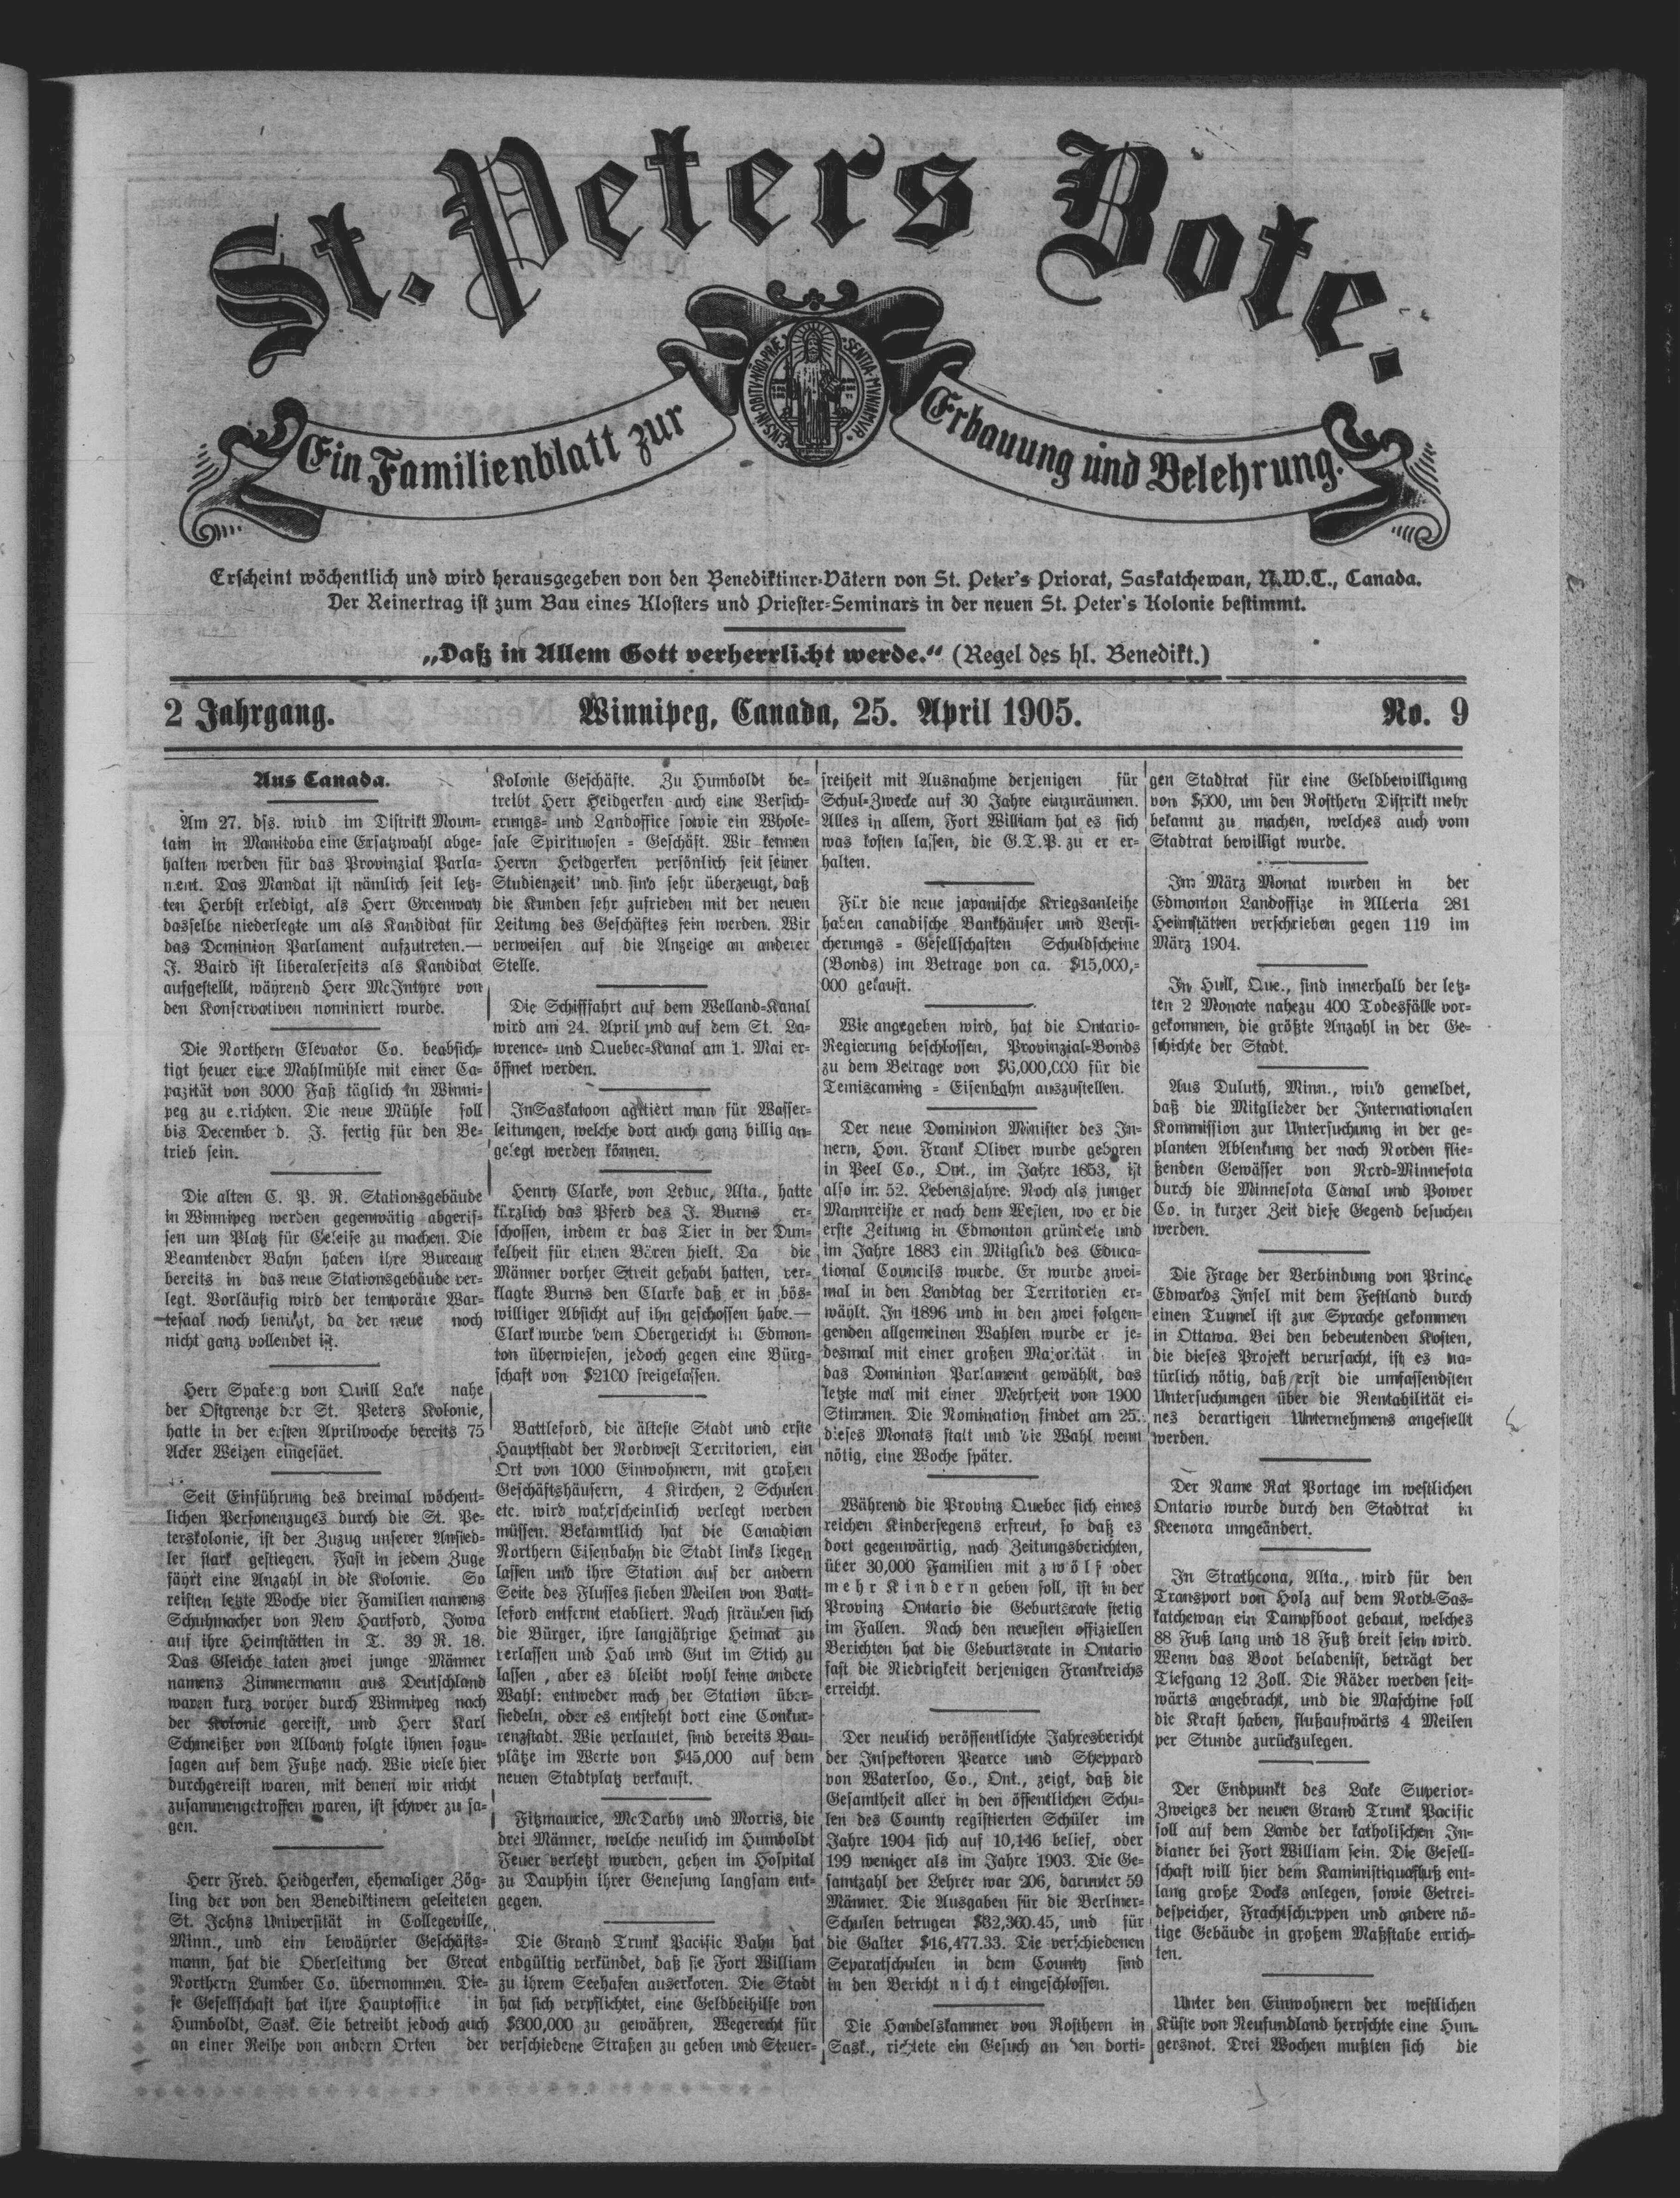 St. Peters Bote.
Ein Familienblatt zur Erbauung und Belehrung.
Erscheint wöchentlich und wird herausgegeben von den Benediktiner-Vätern von St. Peter's Priorat, Saskatchewan, N.W.T., Canada.
Der Reinertrag ist zum Bau eines Klosters und Priester-Seminars in der neuen St. Peter's Kolonie bestimmt.
„Daß in Allem Gott verherrlicht werde.“ (Regel des hl. Benedikt.)
2 Jahrgang. Winnipeg, Canada, 25. April 1905. No. 9
Aus Canada.
Am 27. dss. wird im Distrikt Moun-
tain in Manitoba eine Ersatzwahl abge-
halten werden für das Provinzial Parla-
ment. Das Mandat ist nämlich seit letz-
ten Herbst erledigt, als Herr Greenway
dasselbe niederlegte um als Kandidat für
das Dominion Parlament aufzutreten.—
J. Baird ist liberalerseits als Kandidat
aufgestellt, während Herr McIntyre von
den Konservativen nominiert wurde.
Die Northern Elevator Co. beabsich-
tigt heuer eine Mahlmühle mit einer Ca-
pazität von 3000 Faß täglich in Winni-
peg zu errichten. Die neue Mühle soll
bis December d. J. fertig für den Be-
trieb sein.
Die alten C. P. R. Stationsgebäude
in Winnipeg werden gegenwätig abgeris-
sen um Platz für Geleise zu machen. Die
Beamtender Bahn haben ihre Bureaux
bereits in das neue Stationsgebäude ver-
legt. Vorläufig wird der temporäre War-
tesaal noch benützt, da der neue noch
nicht ganz vollendet ist.
Herr Spaberg von Quill Lake nahe
der Ostgrenze der St. Peters Kolonie,
hatte in der ersten Aprilwoche bereits 75
Acker Weizen eingesäet.
Seit Einführung des dreimal wöchent-
lichen Personenzuges durch die St. Pe-
terskolonie, ist der Zuzug unserer Ansied-
ler stark gestiegen. Fast in jedem Zuge
fährt eine Anzahl in die Kolonie. So
reisten letzte Woche vier Familien namens
Schuhmacher von New Hartford, Iowa
auf ihre Heimstätten in T. 39 R. 18.
Das Gleiche taten zwei junge Männer
namens Zimmermann aus Deutschland
waren kurz vorher durch Winnipeg nach
der Kolonie gereist, und Herr Karl
Schmeißer von Albany folgte ihnen sozu-
sagen auf dem Fuße nach. Wie viele hier
durchgereist waren, mit denen wir nicht
zusammengetroffen waren, ist schwer zu sa-
gen.
Herr Fred. Heidgerken, ehemaliger Zög-
ling der von den Benediktinern geleiteten
St. Johns Universität in Collegeville,
Minn., und ein bewährter Geschäfts-
mann, hat die Oberleitung der Great
Northern Lumber Co. übernommen. Die-
se Gesellschaft hat ihre Hauptoffice in
Humboldt, Sask. Sie betreibt jedoch auch
an einer Reihe von andern Orten der
Kolonie Geschäfte. Zu Humboldt be-
treibt Herr Heidgerken auch eine Versich-
erungs- und Landoffice sowie ein Whole-
sale Spirituosen - Geschäft. Wir kennen
Herrn Heidgerken persönlich seit seiner
Studienzeit und sind sehr überzeugt, daß
die Kunden sehr zufrieden mit der neuen
Leitung des Geschäftes sein werden. Wir
verweisen auf die Anzeige an anderer
Stelle.
Die Schifffahrt auf dem Welland-Kanal
wird am 24. April und auf dem St. La-
wrence- und Quebec-Kanal am 1. Mai er-
öffnet werden.
InSaskatoon agitiert man für Wasser-
leitungen, welche dort auch ganz billig an-
gelegt werden können.
Henry Clarke, von Leduc, Alta., hatte
kürzlich das Pferd des J. Burns er-
schossen, indem er das Tier in der Dun-
kelheit für einen Bären hielt. Da die
Männer vorher Streit gehabt hatten, ver-
klagte Burns den Clarke daß er in bös-
williger Absicht auf ihn geschossen habe.—
Clark wurde dem Obergericht in Edmon-
ton überwiesen, jedoch gegen eine Bürg-
schaft von $2100 freigelassen.
Battleford, die älteste Stadt und erste
Hauptstadt der Nordwest Territorien, ein
Ort von 1000 Einwohnern, mit großen
Geschäftshäusern, 4 Kirchen, 2 Schulen
etc. wird wahrscheinlich verlegt werden
müssen. Bekanntlich hat die Canadian
Northern Eisenbahn die Stadt links liegen
lassen und ihre Station auf der andern
Seite des Flusses sieben Meilen von Batt-
leford entfernt etabliert. Noch sträuben sich
die Bürger, ihre langjährige Heimat zu
verlassen und Hab und Gut im Stich zu
lassen , aber es bleibt wohl keine andere
Wahl: entweder nach der Station über-
siedeln, oder es entsteht dort eine Conkur-
renzstadt. Wie verlautet, sind bereits Bau-
plätze im Werte von $45,000 auf dem
neuen Stadtplatz verkauft.
Fitzmaurice, McDarby und Morris, die
drei Männer, welche neulich im Humboldt
Feuer verletzt wurden, gehen im Hospital
zu Dauphin ihrer Genesung langsam ent-
gegen.
Die Grand Trunk Pacific Bahn hat
endgültig verkündet, daß sie Fort William
zu ihrem Seehafen auserkoren. Die Stadt
hat sich verpflichtet, eine Geldbeihilfe von
$300,000 zu gewähren, Wegerecht für
verschiedene Straßen zu geben und Steuer-
freiheit mit Ausnahme derjenigen für
Schul-Zwecke auf 30 Jahre einzuräumen.
Alles in allem, Fort William hat es sich
was kosten lassen, die G.T.P. zu er er-
halten.
Für die neue japanische Kriegsanleihe
haben canadische Bankhäuser und Versi-
cherungs - Gesellschaften Schuldscheine
(Bonds) im Betrage von ca. $15,000,-
000 gekauft.
Wie angegeben wird, hat die Ontario-
Regierung beschlossen, Provinzial-Bonds
zu dem Betrage von $6,000,000 für die
Temiscaming - Eisenbahn auszustellen.
Der neue Dominion Minister des In-
nern, Hon. Frank Oliver wurde geboren
in Peel Co., Ont., im Jahre 1853, ist
also im 52. Lebensjahre. Noch als junger
Mannreiste er nach dem Westen, wo er die
erste Zeitung in Edmonton gründete und
im Jahre 1883 ein Mitglied des Educa-
tional Councils wurde. Er wurde zwei-
mal in den Landtag der Territorien er-
wählt. In 1896 und in den zwei folgen-
genden allgemeinen Wahlen wurde er je-
desmal mit einer großen Majorität in
das Dominion Parlament gewählt, das
letzte mal mit einer Mehrheit von 1900
Stimmen. Die Nomination findet am 25.
dieses Monats statt und die Wahl, wenn
nötig, eine Woche später.
Während die Provinz Quebec sich eines
reichen Kindersegens erfreut, so daß es
dort gegenwärtig, nach Zeitungsberichten,
über 30,000 Familien mit zwölf oder
mehr Kindern geben soll, ist in der
Provinz Ontario die Geburtsrate stetig
im Fallen. Nach den neuesten offiziellen
Berichten hat die Geburtsrate in Ontario
fast die Niedrigkeit derjenigen Frankreichs
erreicht.
Der neulich veröffentlichte Jahresbericht
der Inspektoren Pearce und Sheppard
von Waterloo, Co., Ont., zeigt, daß die
Gesamtheit aller in den öffentlichen Schu-
len des County registierten Schüler im
Jahre 1904 sich auf 10,146 belief, oder
199 weniger als im Jahre 1903. Die Ge-
samtzahl der Lehrer war 206, darunter 59
Männer. Die Ausgaben für die Berliner-
Schulen betrugen $32,360.45, und für
die Galter $16,477.33. Die verschiedenen
Separatschulen in dem County sind
in den Bericht nicht eingeschlossen.
Die Handelskammer von Rosthern in
Sask., richtete ein Gesuch an den dorti-
gen Stadtrat für eine Geldbewilligung
von $500, um den Rosthern Distrikt mehr
bekannt zu machen, welches auch vom
Stadtrat bewilligt wurde.
Im März Monat wurden in der
Edmonton Landoffize in Alberta 281
Heimstätten verschrieben gegen 119 im
März 1904.
In Hull, Que., sind innerhalb der letz-
ten 2 Monate nahezu 400 Todesfälle vor-
gekommen, die größte Anzahl in der Ge-
schichte der Stadt.
Aus Duluth, Minn., wird gemeldet,
daß die Mitglieder der Internationalen
Kommission zur Untersuchung in der ge-
planten Ablenkung der nach Norden flie-
ßenden Gewässer von Nord-Minnesota
durch die Minnesota Canal und Power
Co. in kurzer Zeit diese Gegend besuchen
werden.
Die Frage der Verbindung von Prince
Edwards Insel mit dem Festland durch
einen Tunnel ist zur Sprache gekommen
in Ottawa. Bei den bedeutenden Kosten,
die dieses Projekt verursacht, ist es na-
türlich nötig, daß erst die umfassendsten
Untersuchungen über die Rentabilität ei-
nes derartigen Unternehmens angestellt
werden.
Der Name Rat Portage im westlichen
Ontario wurde durch den Stadtrat in
Keenora umgeändert.
In Strathcona, Alta., wird für den
Transport von Holz auf dem Nord-Sas-
katchewan ein Dampfboot gebaut, welches
88 Fuß lang und 18 Fuß breit sein wird.
Wenn das Boot beladenist, beträgt der
Tiefgang 12 Zoll. Die Räder werden seit-
wärts angebracht, und die Maschine soll
die Kraft haben, flußaufwärts 4 Meilen
per Stunde zurückzulegen.
Der Endpunkt des Lake Superior-
Zweiges der neuen Grand Trunk Pacific
soll auf dem Lande der katholischen In-
dianer bei Fort William sein. Die Gesell-
schaft will hier dem Kaministiquafluß ent-
lang große Docks anlegen, sowie Getrei-
despeicher, Frachtschuppen und andere nö-
tige Gebäude in großem Maßstabe errich-
ten.
Unter den Einwohnern der westlichen
Küste von Neufundland herrschte eine Hun-
gersnot. Drei Wochen mußten sich die